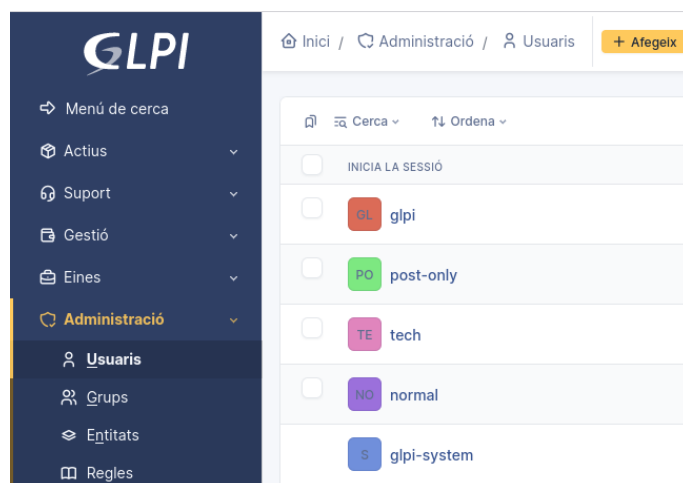 GLPI
Inici / Administració / Usuaris + Afegeix
Menú de cerca
Actius
Suport
Gestió
Eines
Administració
Usuaris
Grups
Entitats
Regles
Cerca Ordena
INICIA LA SESSIÓ
GL glpi
PO post-only
TE tech
NO normal
S glpi-system